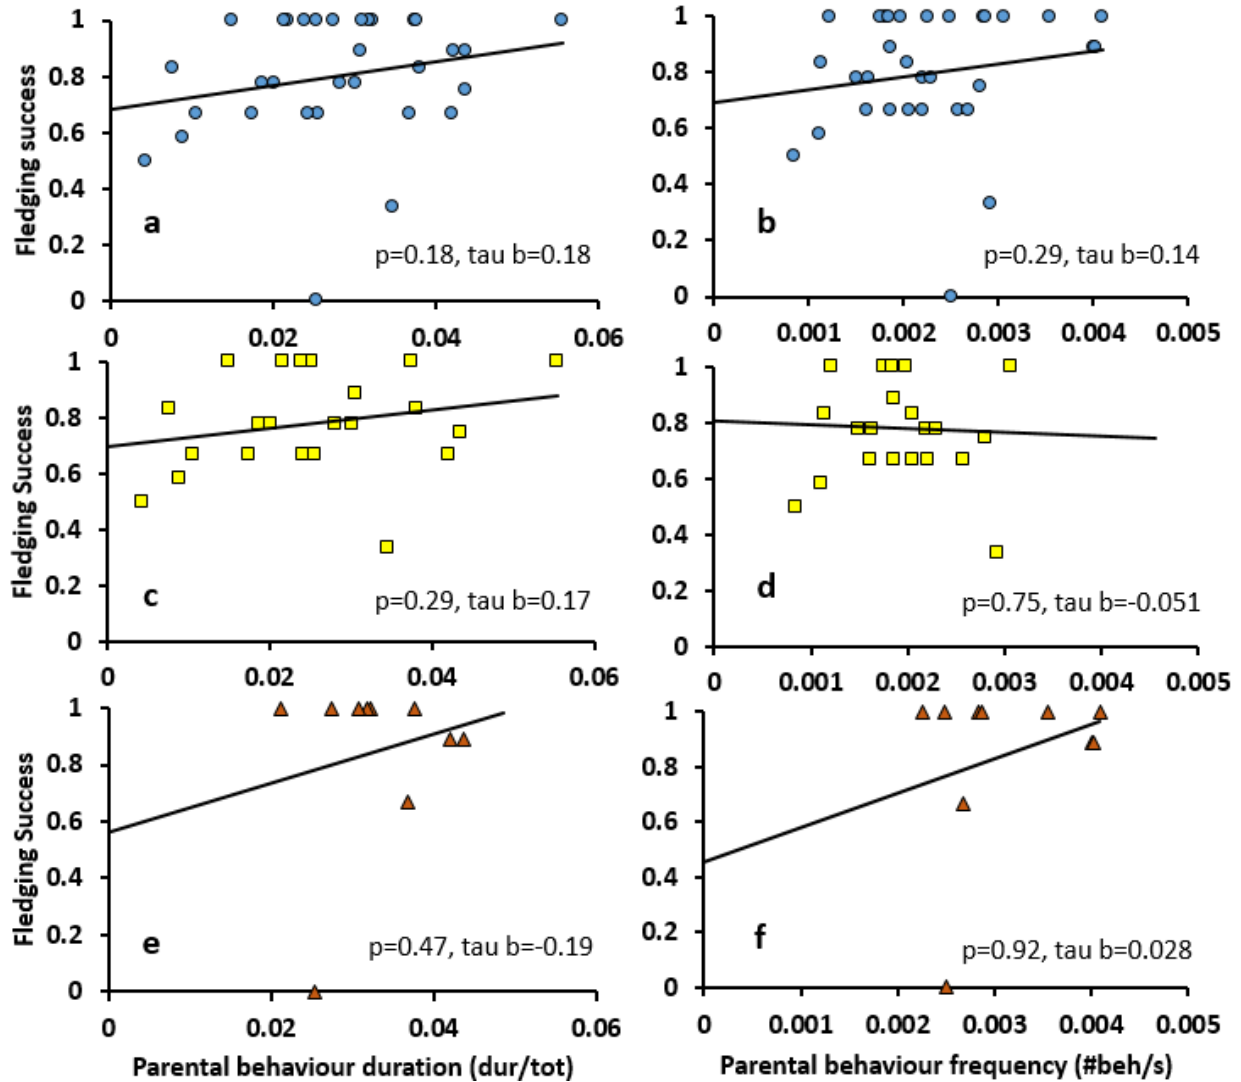 Fledging success
1
0.8
0.6
0.4
0.2
0
a
p=0.18, tau b=0.18
0 0.02 0.04 0.06
1
0.8
0.6
0.4
0.2
0
b
p=0.29, tau b=0.14
0 0.001 0.002 0.003 0.004 0.005
Fledging Success
1
0.8
0.6
0.4
0.2
0
c
p=0.29, tau b=0.17
0 0.02 0.04 0.06
1
0.8
0.6
0.4
0.2
0
d
p=0.75, tau b=-0.051
0 0.001 0.002 0.003 0.004 0.005
Fledging Success
1
0.8
0.6
0.4
0.2
0
e
p=0.47, tau b=-0.19
0 0.02 0.04 0.06
Parental behaviour duration (dur/tot)
1
0.8
0.6
0.4
0.2
0
f
p=0.92, tau b=0.028
0 0.001 0.002 0.003 0.004 0.005
Parental behaviour frequency (#beh/s)